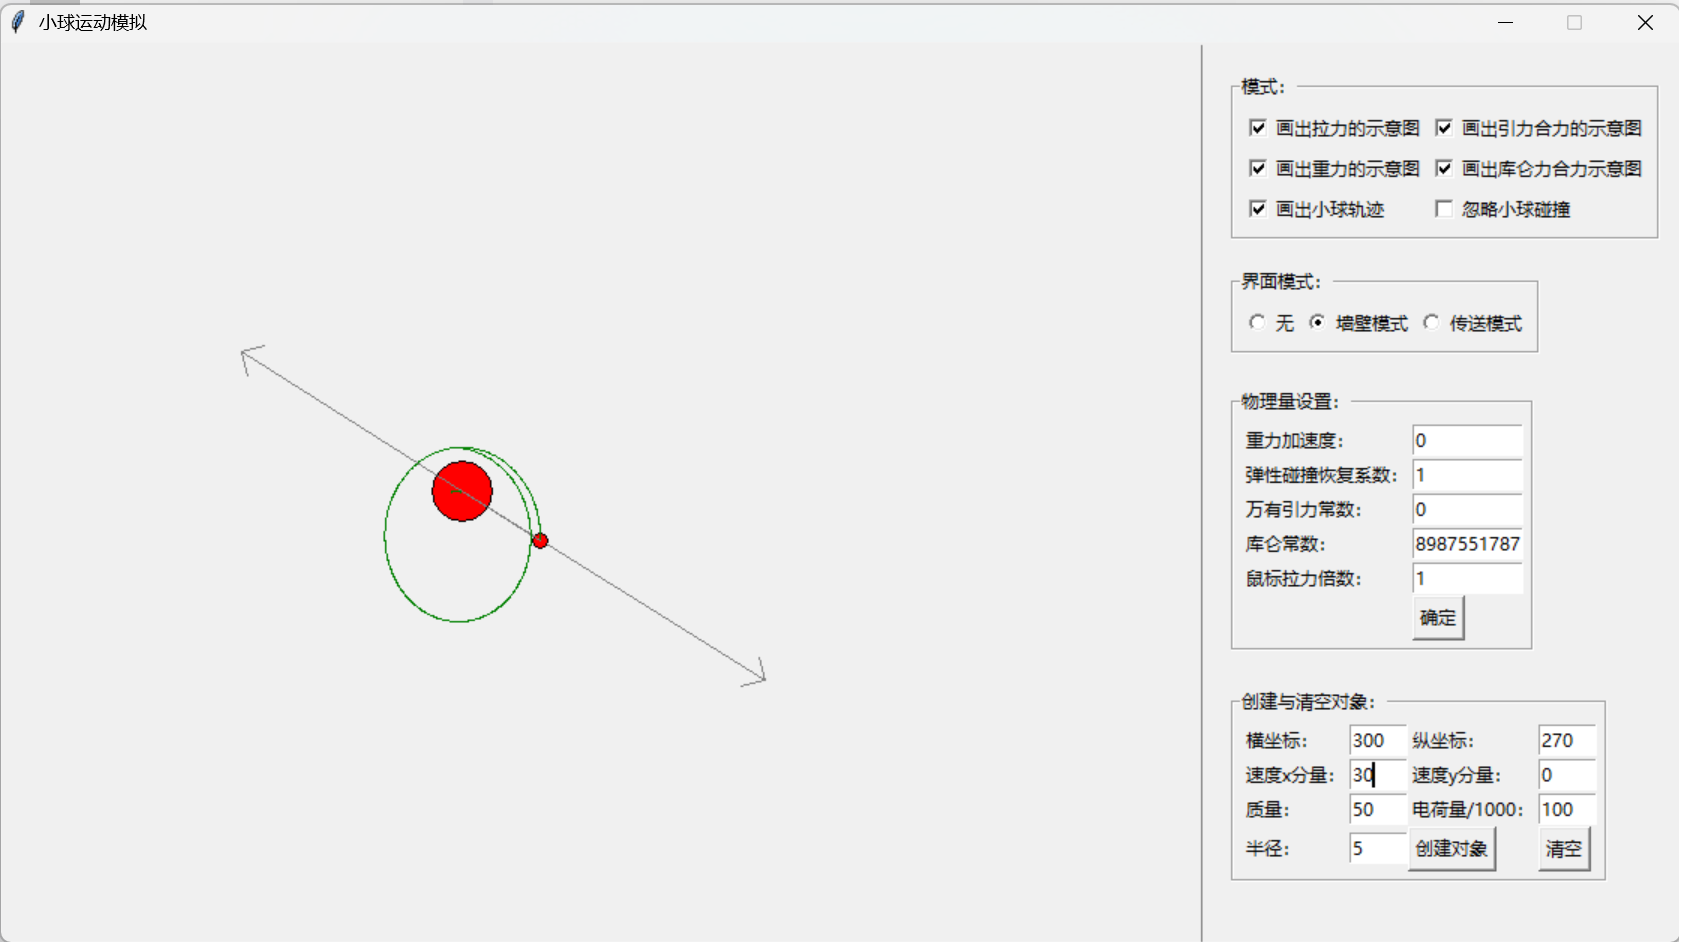 小球运动模拟
模式：
画出拉力的示意图 画出引力合力的示意图
画出重力的示意图 画出库仑力合力示意图
画出小球轨迹 忽略小球碰撞
界面模式：
无 墙壁模式 传送模式
物理量设置：
重力加速度： 0
弹性碰撞恢复系数： 1
万有引力常数： 0
库仑常数： 8987551787
鼠标拉力倍数： 1
确定
创建与清空对象：
横坐标： 300 纵坐标： 270
速度x分量： 30 速度y分量： 0
质量： 50 电荷量/1000： 100
半径： 5 创建对象 清空